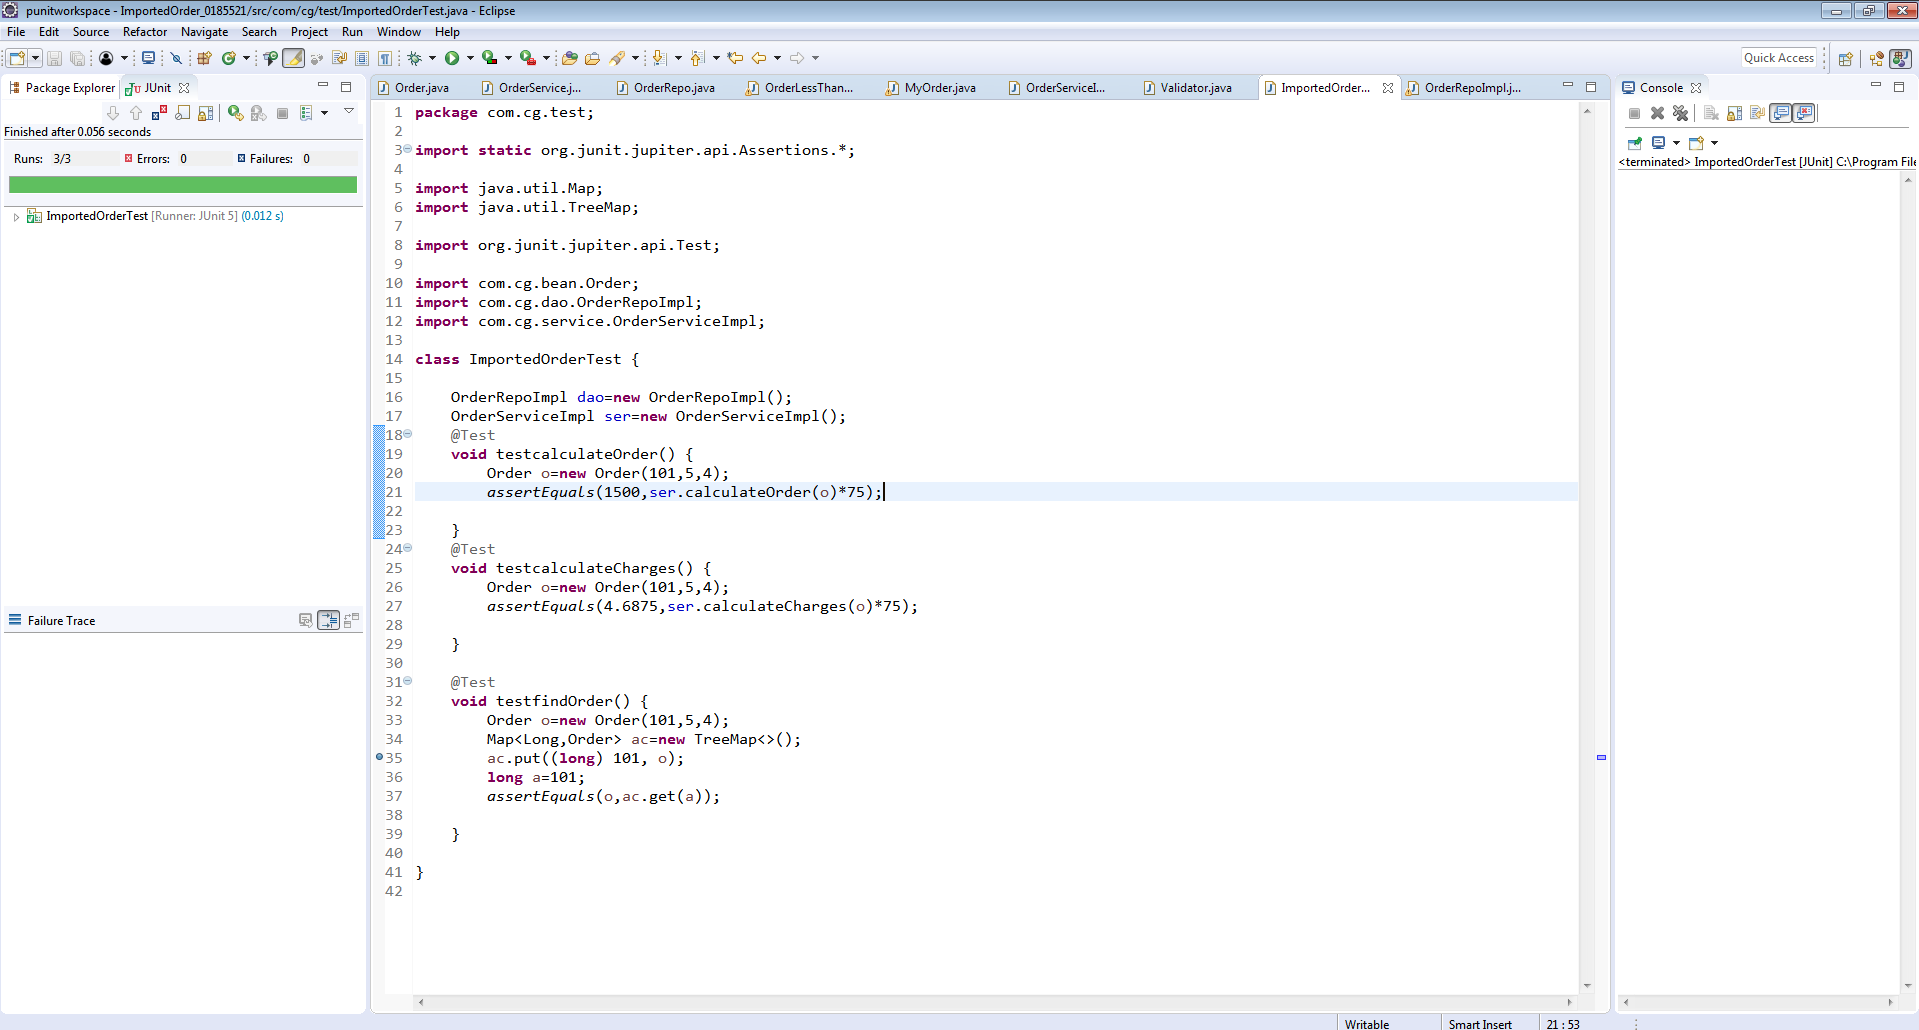 punitworkspace - ImportedOrder_0185521/src/com/cg/test/ImportedOrderTest.java - Eclipse
File Edit Source Refactor Navigate Search Project Run Window Help
Quick Access
Package Explorer JUnit
Finished after 0.056 seconds
Runs: 3/3 Errors: 0 Failures: 0
ImportedOrderTest [Runner: JUnit 5] (0.012 s)
Failure Trace
Order.java OrderService.j... OrderRepo.java OrderLessThan... MyOrder.java OrderServiceI... Validator.java ImportedOrder... OrderRepoImpl.j...
1 package com.cg.test;
2
3 import static org.junit.jupiter.api.Assertions.*;
4
5 import java.util.Map;
6 import java.util.TreeMap;
7
8 import org.junit.jupiter.api.Test;
9
10 import com.cg.bean.Order;
11 import com.cg.dao.OrderRepoImpl;
12 import com.cg.service.OrderServiceImpl;
13
14 class ImportedOrderTest {
15
16 OrderRepoImpl dao=new OrderRepoImpl();
17 OrderServiceImpl ser=new OrderServiceImpl();
18 @Test
19 void testcalculateOrder() {
20 Order o=new Order(101,5,4);
21 assertEquals(1500,ser.calculateOrder(o)*75);
22
23 }
24 @Test
25 void testcalculateCharges() {
26 Order o=new Order(101,5,4);
27 assertEquals(4.6875,ser.calculateCharges(o)*75);
28
29 }
30
31 @Test
32 void testfindOrder() {
33 Order o=new Order(101,5,4);
34 Map<Long,Order> ac=new TreeMap<>();
35 ac.put((long) 101, o);
36 long a=101;
37 assertEquals(o,ac.get(a));
38
39 }
40
41 }
42
Console
<terminated> ImportedOrderTest [JUnit] C:\Program File
Writable Smart Insert 21 : 53